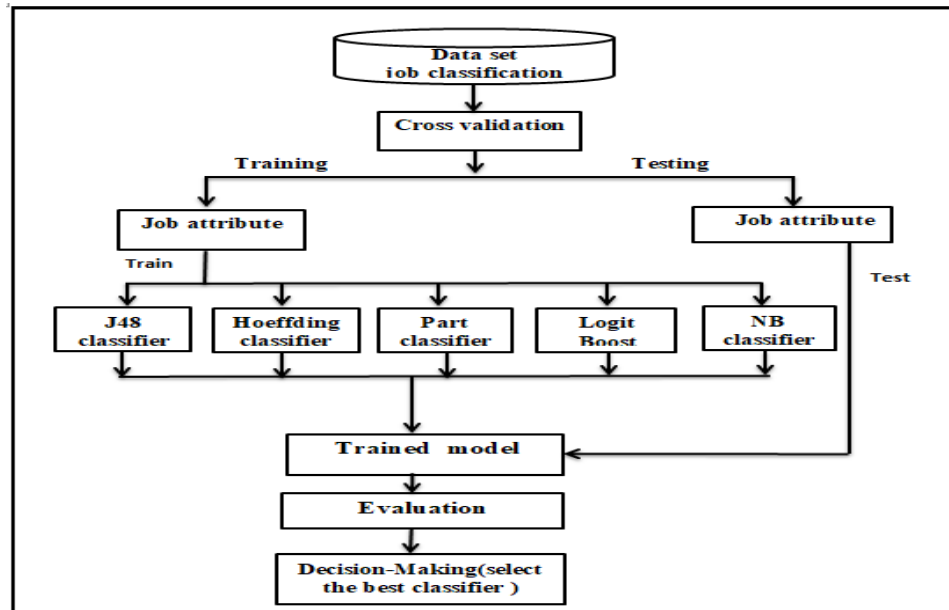 Data set
job classification
Cross validation
Training
Testing
Job attribute
Job attribute
Train
Test
J48
classifier
Hoeffding
classifier
Part
classifier
Logit
Boost
NB
classifier
Trained model
Evaluation
Decision-Making(select
the best classifier )